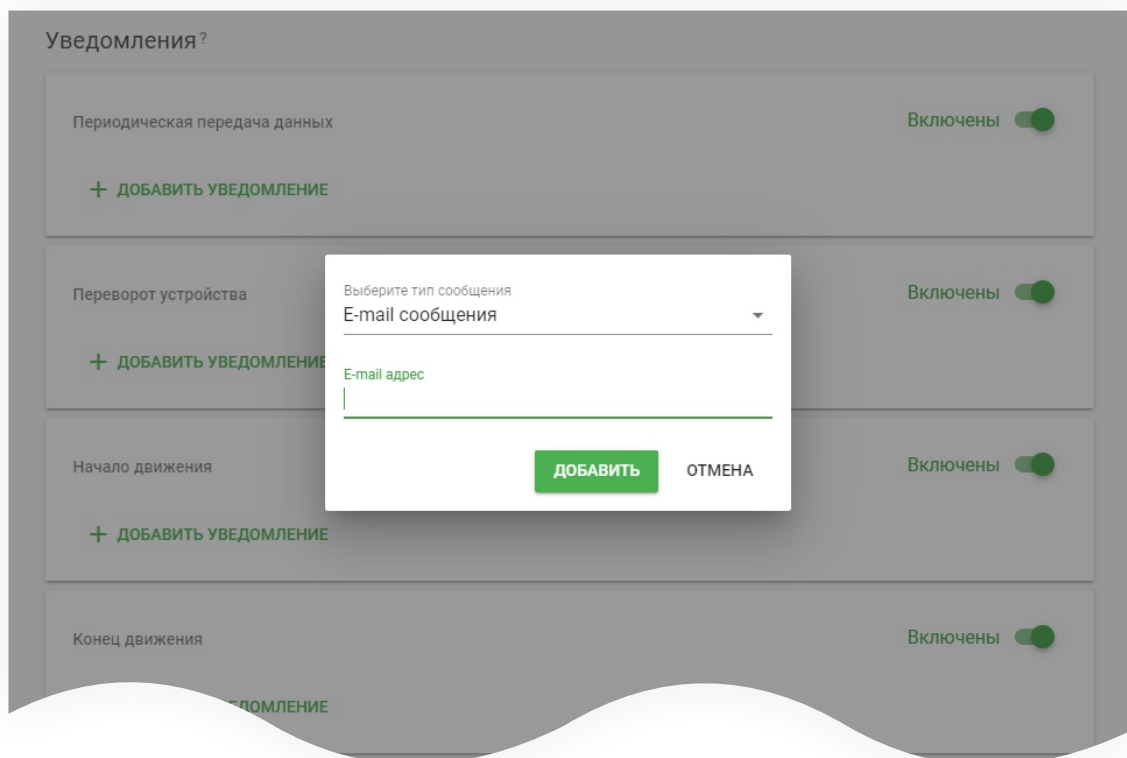 Уведомления?
Периодическая передача данных
Включены
+ ДОБАВИТЬ УВЕДОМЛЕНИЕ
Переворот устройства
Включены
+ ДОБАВИТЬ УВЕДОМЛЕНИЕ
Выберите тип сообщения
E-mail сообщения
E-mail адрес
ДОБАВИТЬ
ОТМЕНА
Начало движения
Включены
+ ДОБАВИТЬ УВЕДОМЛЕНИЕ
Конец движения
Включены
ЕДОМЛЕНИЕ